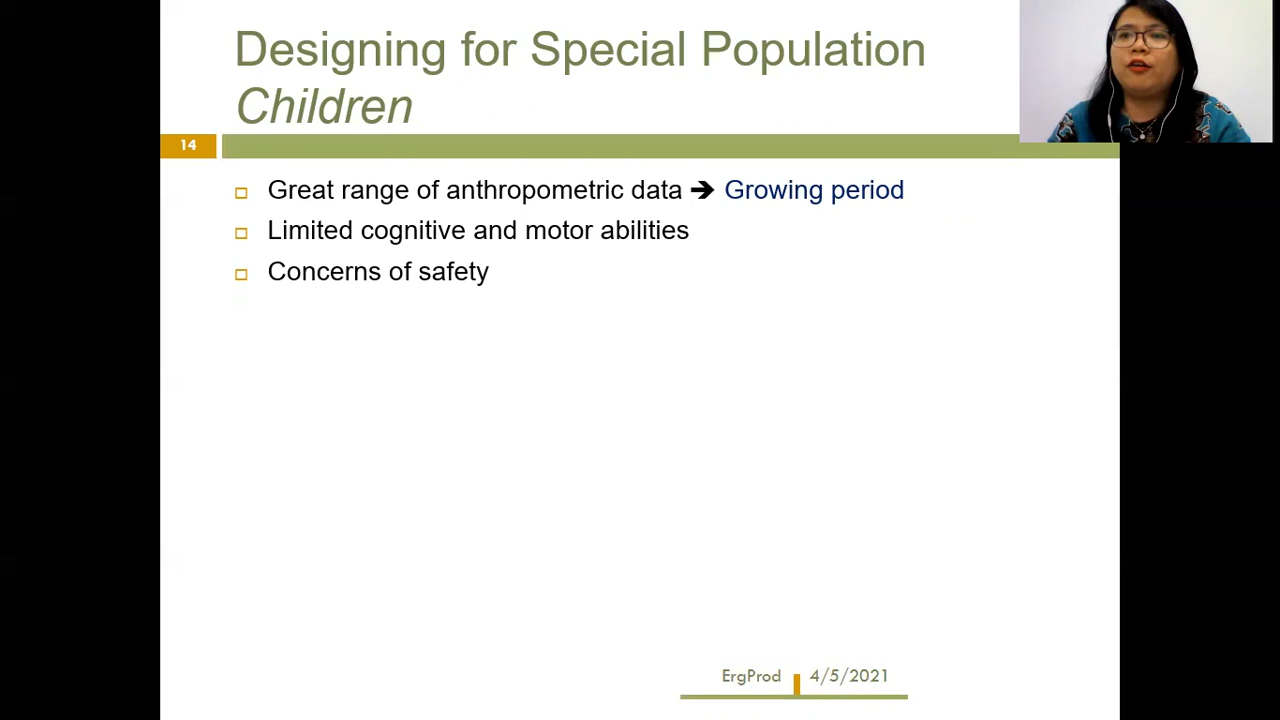 Designing for Special Population
Children
14
Great range of anthropometric data ➔ Growing period
Limited cognitive and motor abilities
Concerns of safety
ErgProd 4/5/2021